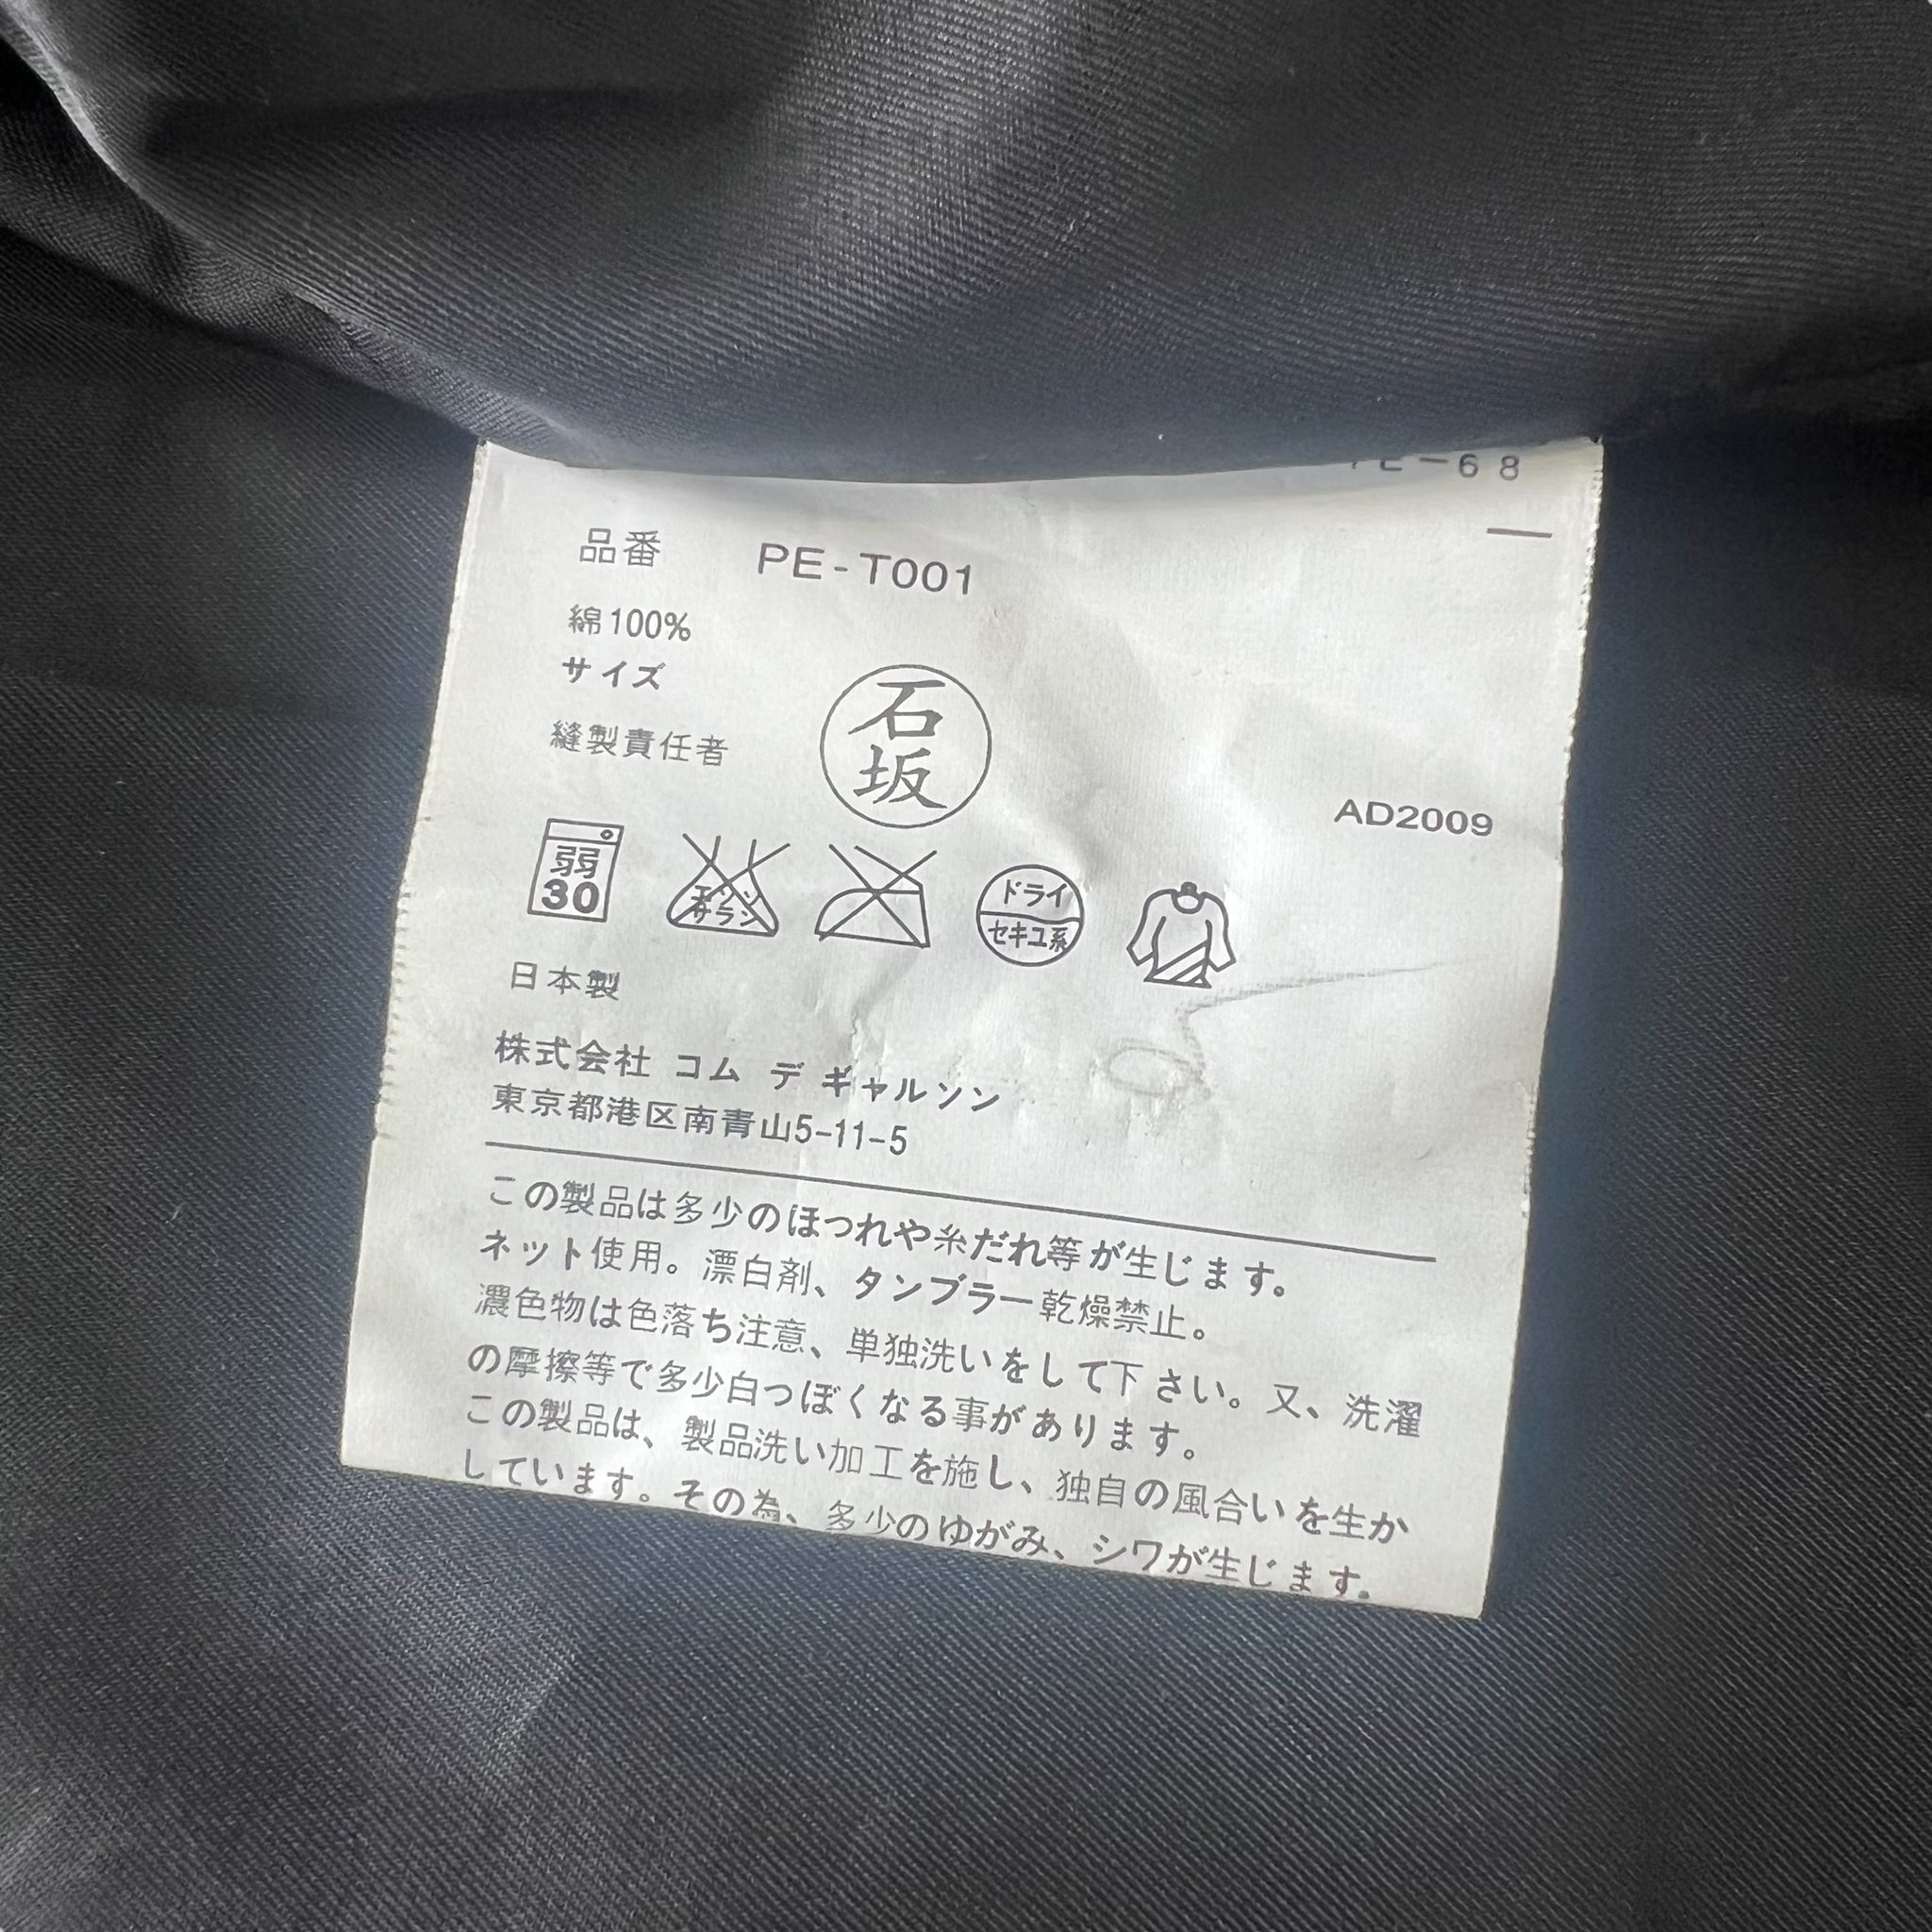 -68
品番 PE-T001
綿100%
サイズ
縫製責任者 石坂
AD2009
弱 30 エンソ サラシ ドライ セキユ系
日本製
株式会社 コム デ ギャルソン
東京都港区南青山5-11-5
この製品は多少のほつれや糸だれ等が生じます。
ネット使用。漂白剤、タンブラー乾燥禁止。
濃色物は色落ち注意、単独洗いをして下さい。又、洗濯
の摩擦等で多少白つぽくなる事があります。
この製品は、製品洗い加工を施し、独自の風合いを生か
しています。その為、多少のゆがみ、シワが生じます。